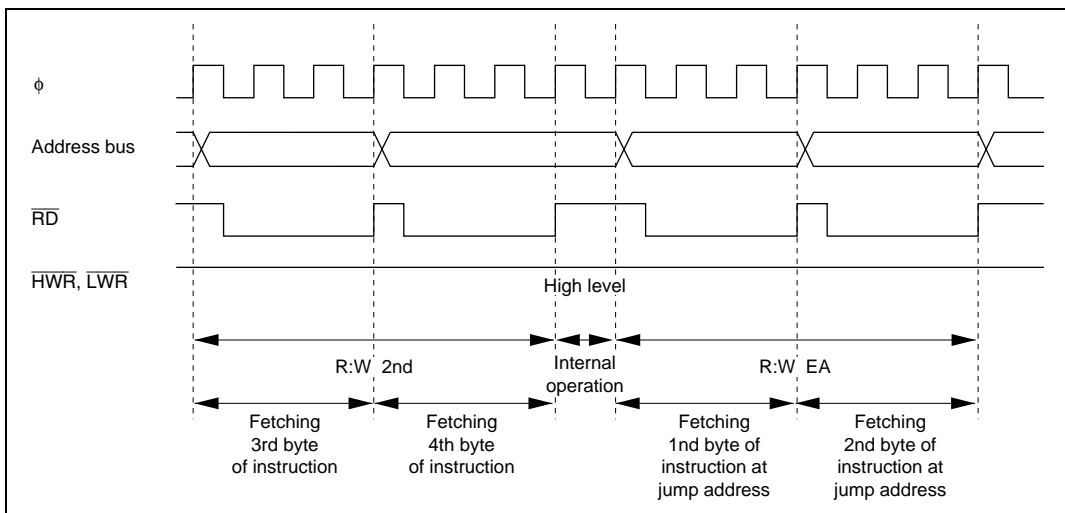 φ
Address bus
RD
HWR, LWR
High level
R:W 2nd
Internal
operation
R:W EA
Fetching
3rd byte
of instruction
Fetching
4th byte
of instruction
Fetching
1nd byte of
instruction at
jump address
Fetching
2nd byte of
instruction at
jump address